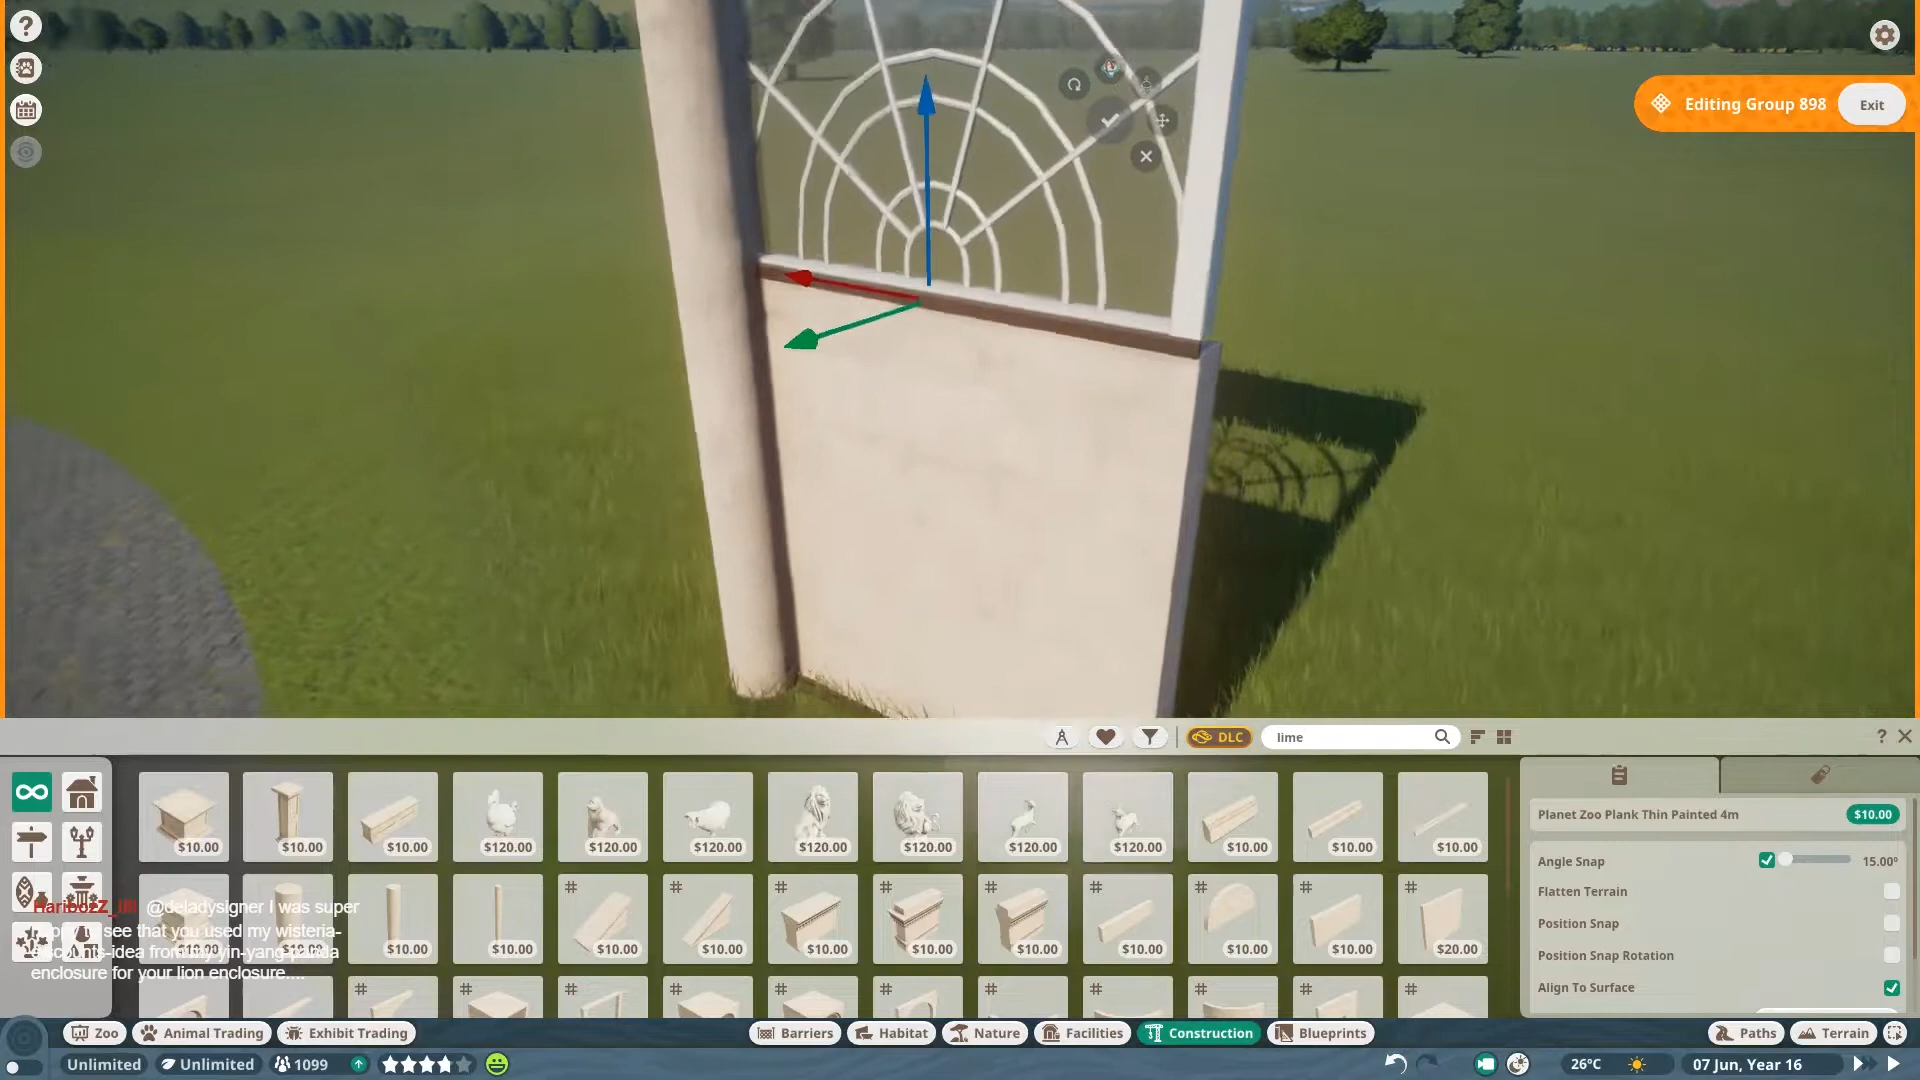 Editing Group 898
Exit
DLC
lime
$10.00
$10.00
$10.00
$120.00
$120.00
$120.00
$120.00
$120.00
$120.00
$120.00
$10.00
$10.00
$10.00
$10.00
$10.00
$10.00
$10.00
$10.00
$10.00
$10.00
$10.00
$10.00
$20.00
@deladysigner I was super
see that you used my wisteria-
enclosure for your lion enclosure....
Planet Zoo Plank Thin Painted 4m
$10.00
Angle Snap
15.00°
Flatten Terrain
Position Snap
Position Snap Rotation
Align To Surface
Zoo
Animal Trading
Exhibit Trading
Barriers
Habitat
Nature
Facilities
Construction
Blueprints
Paths
Terrain
Unlimited
Unlimited
1099
26°C
07 Jun, Year 16